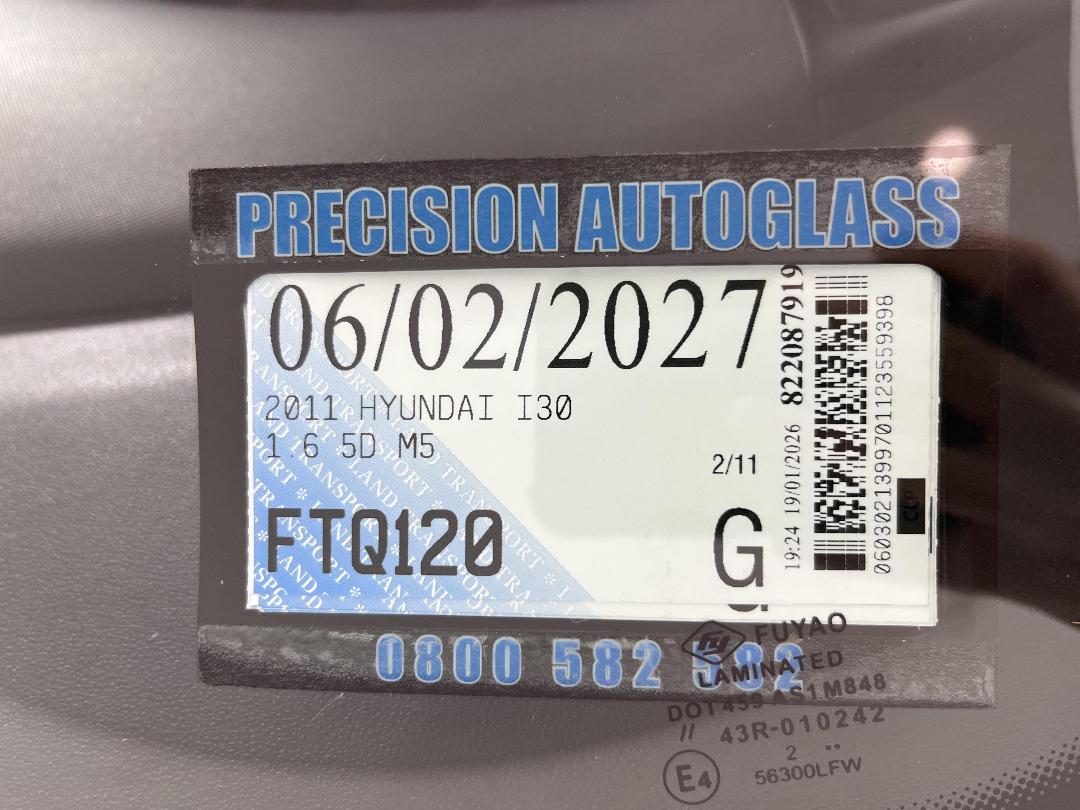 PRECISION AUTOGLASS
06/02/2027
2011 HYUNDAI I30
1.6 5D M5
2/11
FTQ120
G
822087919
19:24 19/01/2026
0603021399701123559398
CLP
0800 582 582
FUYAO
LAMINATED
DOT459 AS1M848
// 43R-010242
2 ..
E4 56300LFW